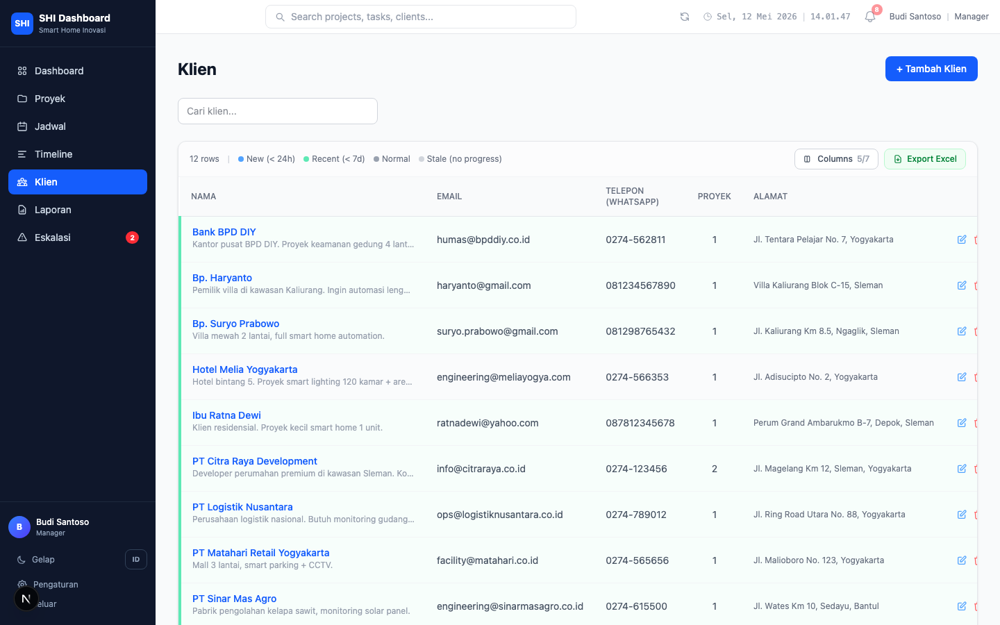 SHI
SHI Dashboard
Smart Home Inovasi
Search projects, tasks, clients...
Sel, 12 Mei 2026 | 14.01.47
8
Budi Santoso | Manager
Dashboard
Proyek
Jadwal
Timeline
Klien
Laporan
Eskalasi
2
Klien
+ Tambah Klien
Cari klien...
12 rows | New (< 24h) Recent (< 7d) Normal Stale (no progress)
Columns 5/7
Export Excel
NAMA EMAIL TELEPON (WHATSAPP) PROYEK ALAMAT
Bank BPD DIY
Kantor pusat BPD DIY. Proyek keamanan gedung 4 lant...
humas@bpddiy.co.id 0274-562811 1 Jl. Tentara Pelajar No. 7, Yogyakarta
Bp. Haryanto
Pemilik villa di kawasan Kaliurang. Ingin automasi leng...
haryanto@gmail.com 081234567890 1 Villa Kaliurang Blok C-15, Sleman
Bp. Suryo Prabowo
Villa mewah 2 lantai, full smart home automation.
suryo.prabowo@gmail.com 081298765432 1 Jl. Kaliurang Km 8.5, Ngaglik, Sleman
Hotel Melia Yogyakarta
Hotel bintang 5. Proyek smart lighting 120 kamar + are...
engineering@meliayogya.com 0274-566353 1 Jl. Adisucipto No. 2, Yogyakarta
Ibu Ratna Dewi
Klien residensial. Proyek kecil smart home 1 unit.
ratnadewi@yahoo.com 087812345678 1 Perum Grand Ambarukmo B-7, Depok, Sleman
PT Citra Raya Development
Developer perumahan premium di kawasan Sleman. Ko...
info@citraraya.co.id 0274-123456 2 Jl. Magelang Km 12, Sleman, Yogyakarta
PT Logistik Nusantara
Perusahaan logistik nasional. Butuh monitoring gudang...
ops@logistiknusantara.co.id 0274-789012 1 Jl. Ring Road Utara No. 88, Yogyakarta
PT Matahari Retail Yogyakarta
Mall 3 lantai, smart parking + CCTV.
facility@matahari.co.id 0274-565656 1 Jl. Malioboro No. 123, Yogyakarta
PT Sinar Mas Agro
Pabrik pengolahan kelapa sawit, monitoring solar panel.
engineering@sinarmasagro.co.id 0274-615500 1 Jl. Wates Km 10, Sedayu, Bantul
B
Budi Santoso
Manager
Gelap
ID
Pengaturan
N
eluar